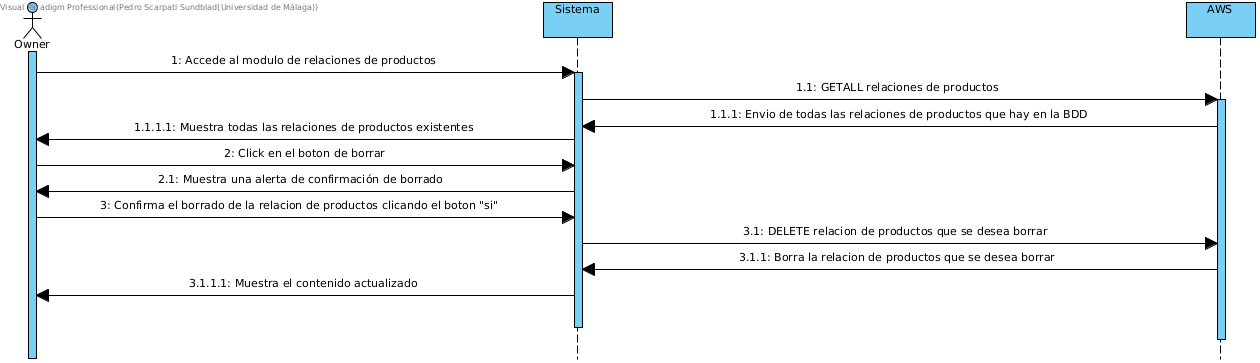 Visual Paradigm Professional(Pedro Scarpati Sundblad(Universidad de Málaga))
Owner
Sistema
AWS
1: Accede al modulo de relaciones de productos
1.1: GETALL relaciones de productos
1.1.1: Envio de todas las relaciones de productos que hay en la BDD
1.1.1.1: Muestra todas las relaciones de productos existentes
2: Click en el boton de borrar
2.1: Muestra una alerta de confirmación de borrado
3: Confirma el borrado de la relacion de productos clicando el boton "si"
3.1: DELETE relacion de productos que se desea borrar
3.1.1: Borra la relacion de productos que se desea borrar
3.1.1.1: Muestra el contenido actualizado